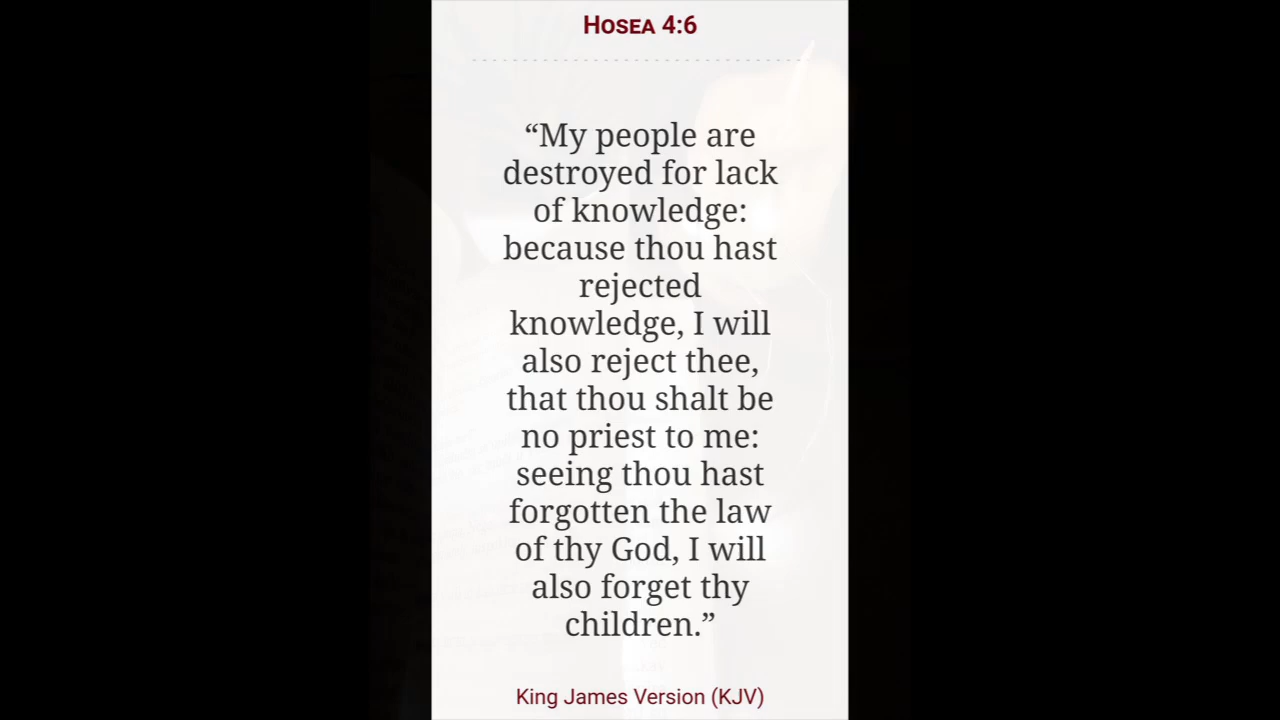 Hosea 4:6
“My people are
destroyed for lack
of knowledge:
because thou hast
rejected
knowledge, I will
also reject thee,
that thou shalt be
no priest to me:
seeing thou hast
forgotten the law
of thy God, I will
also forget thy
children.”
King James Version (KJV)